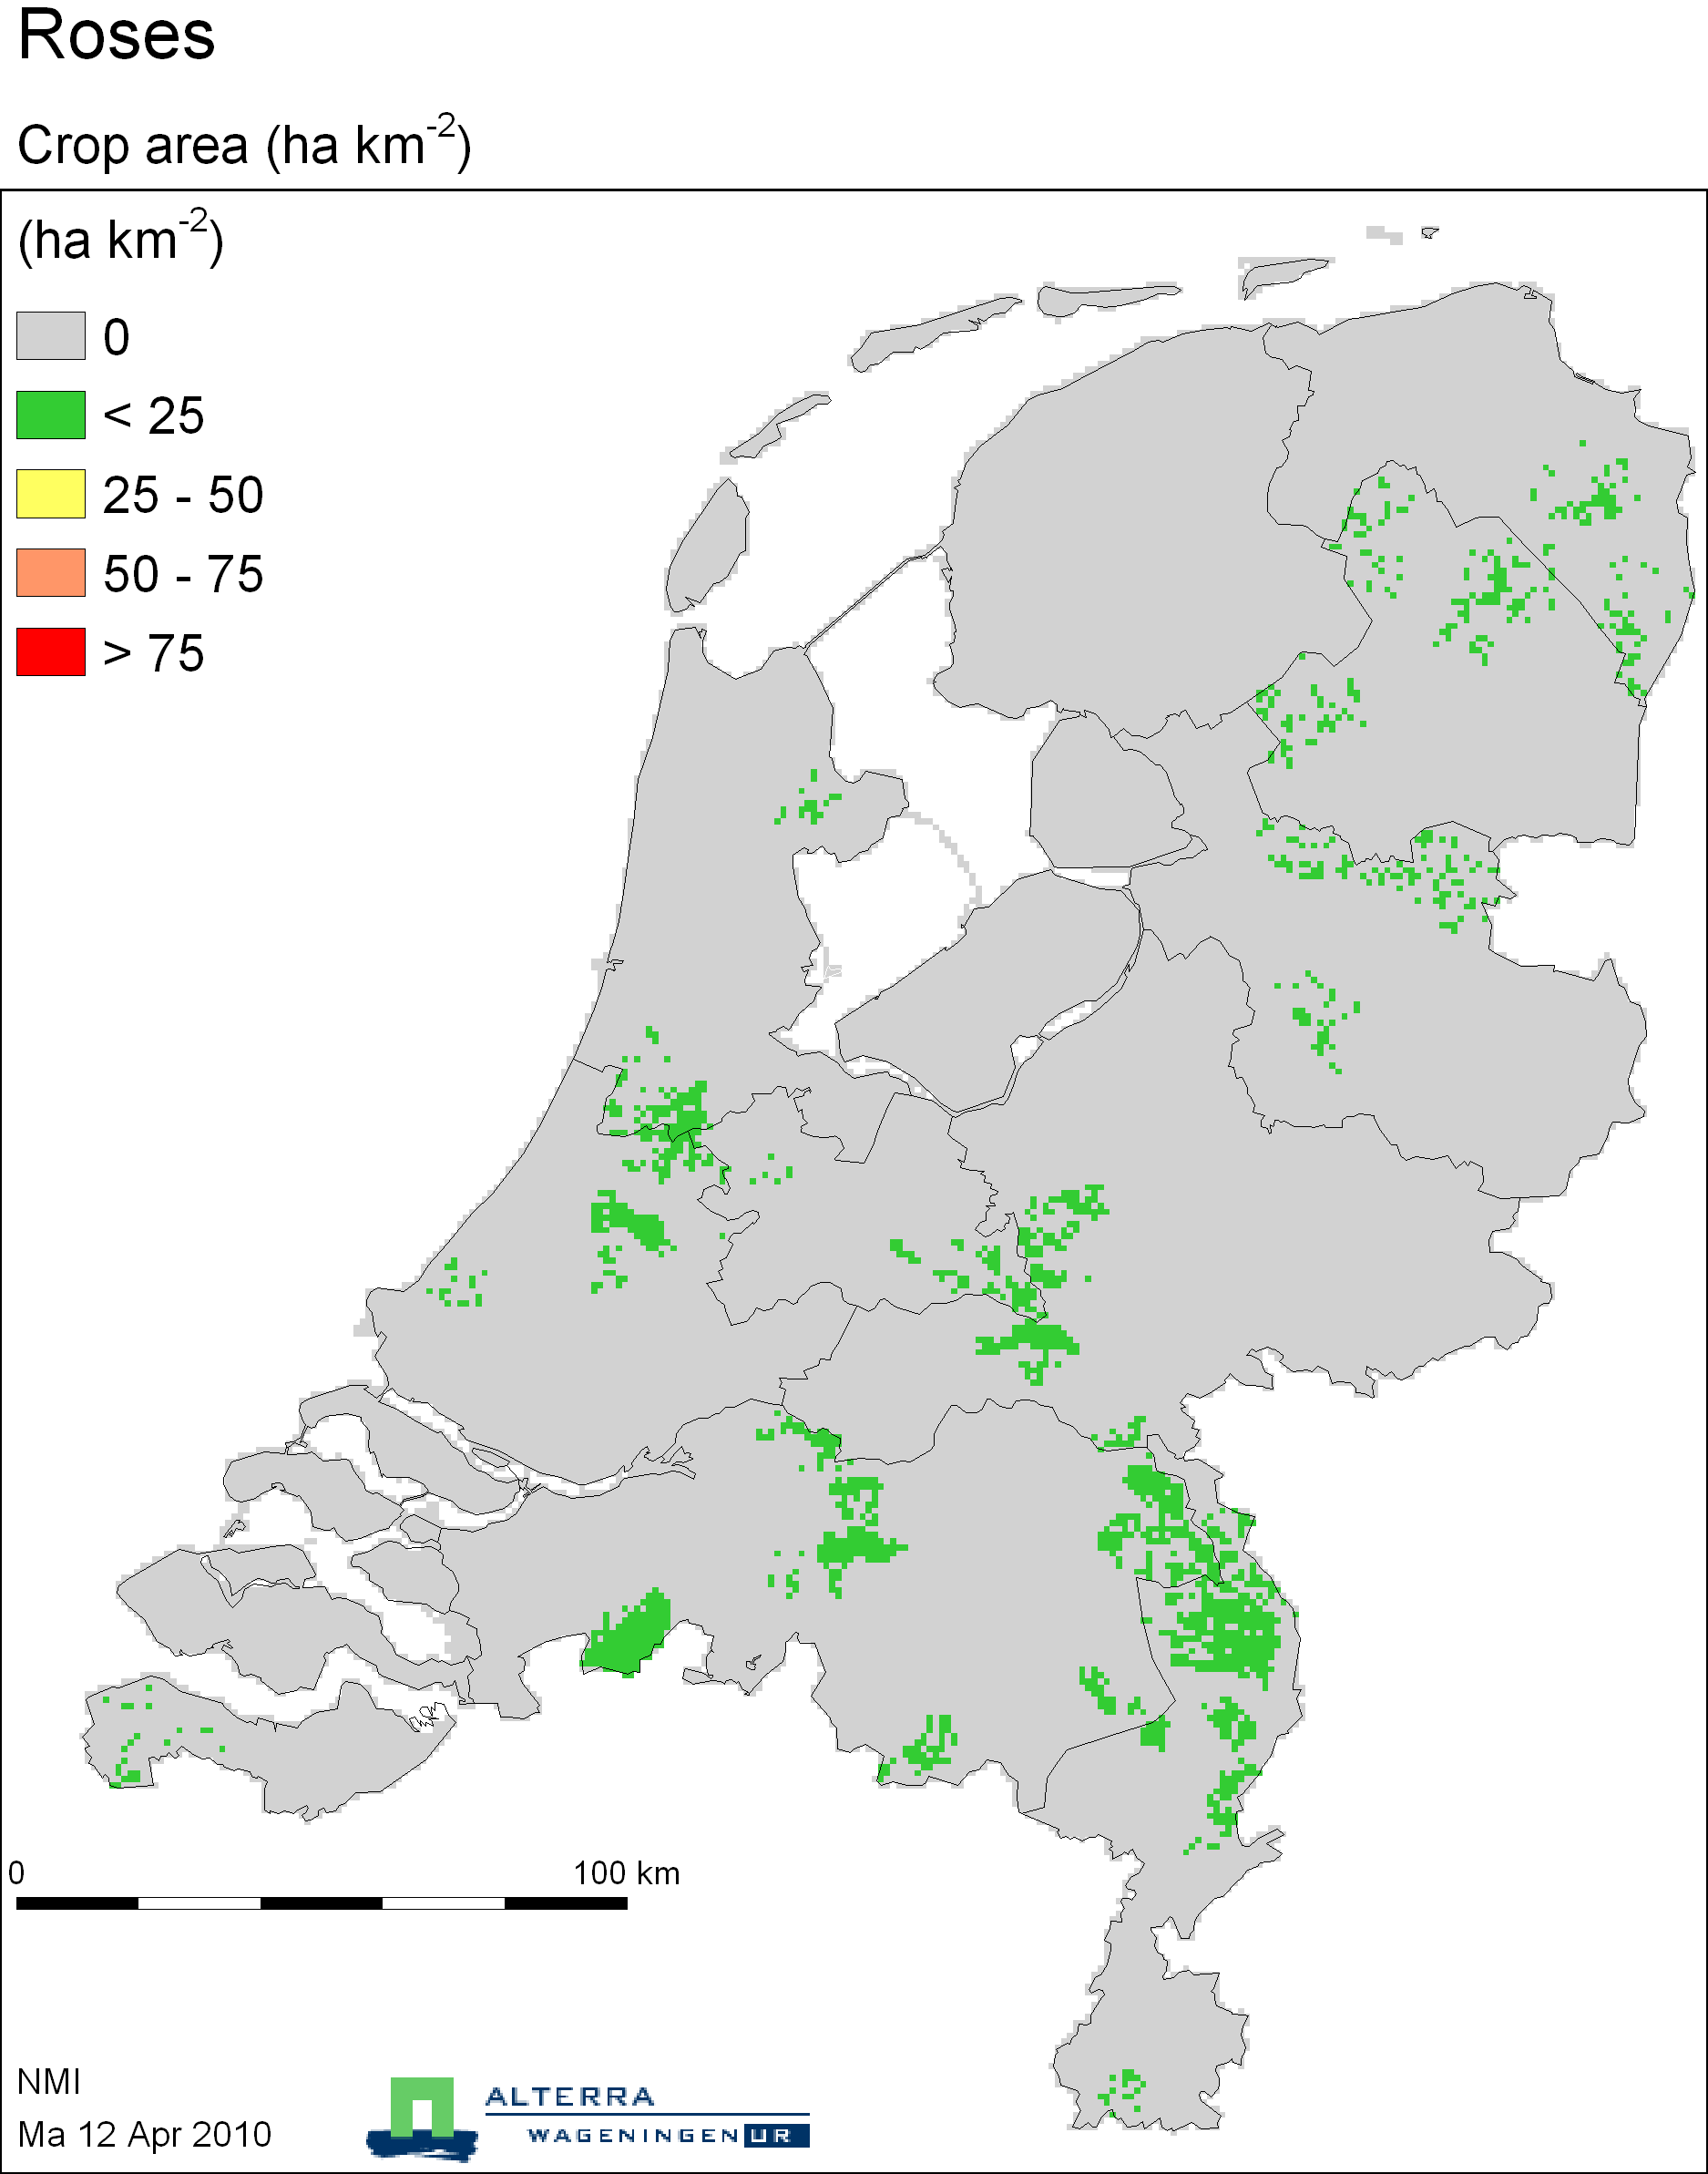 Roses
Crop area (ha km-2)
(ha km-2)
0
< 25
25 - 50
50 - 75
> 75
0 100 km
NMI
Ma 12 Apr 2010
ALTERRA
WAGENINGEN UR